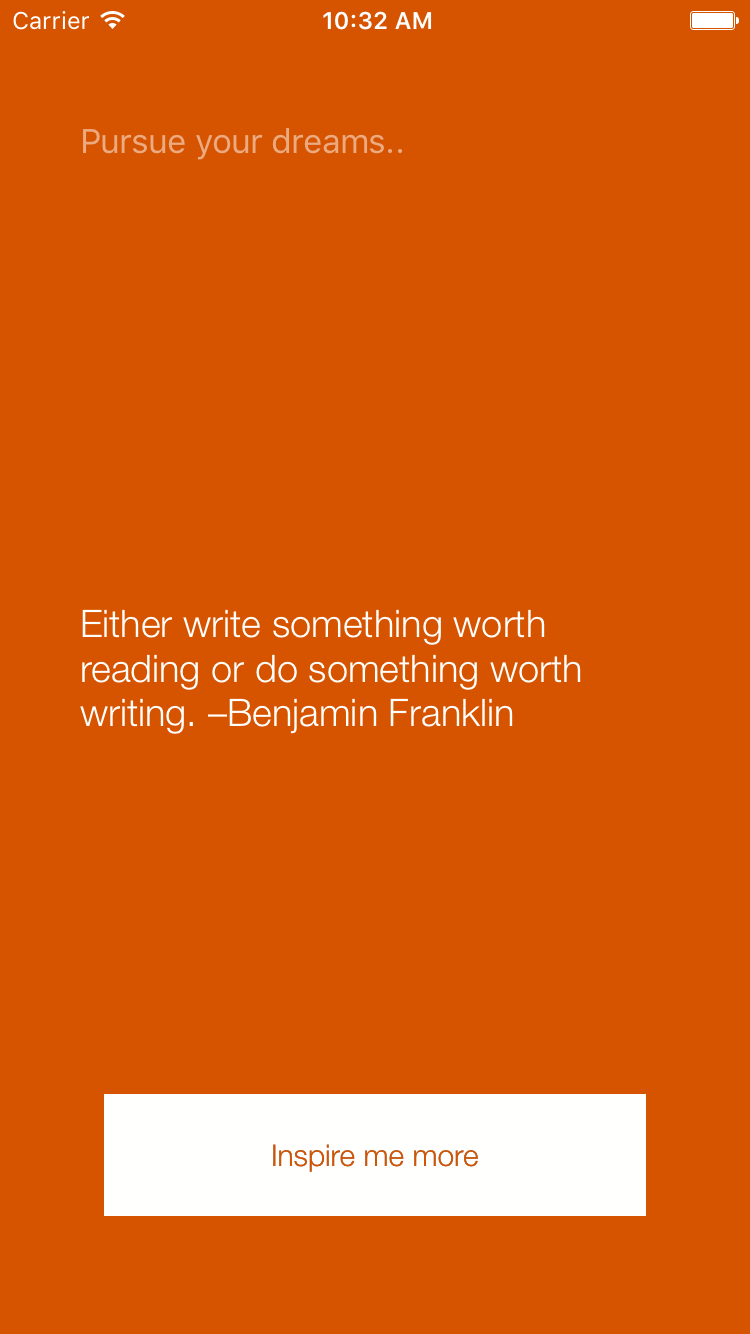 Carrier 10:32 AM
Pursue your dreams..
Either write something worth
reading or do something worth
writing. –Benjamin Franklin
Inspire me more